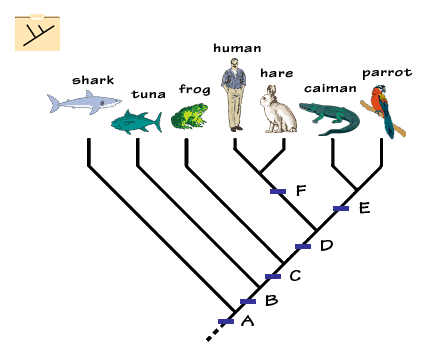 human
hare
parrot
shark
tuna
frog
caiman
F
E
D
C
B
A